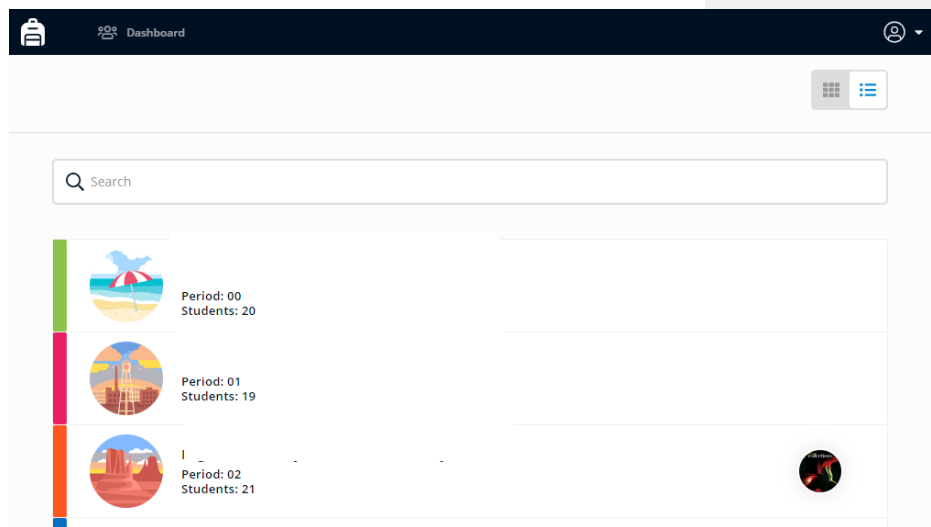 Dashboard
Search
Period: 00
Students: 20
Period: 01
Students: 19
Period: 02
Students: 21